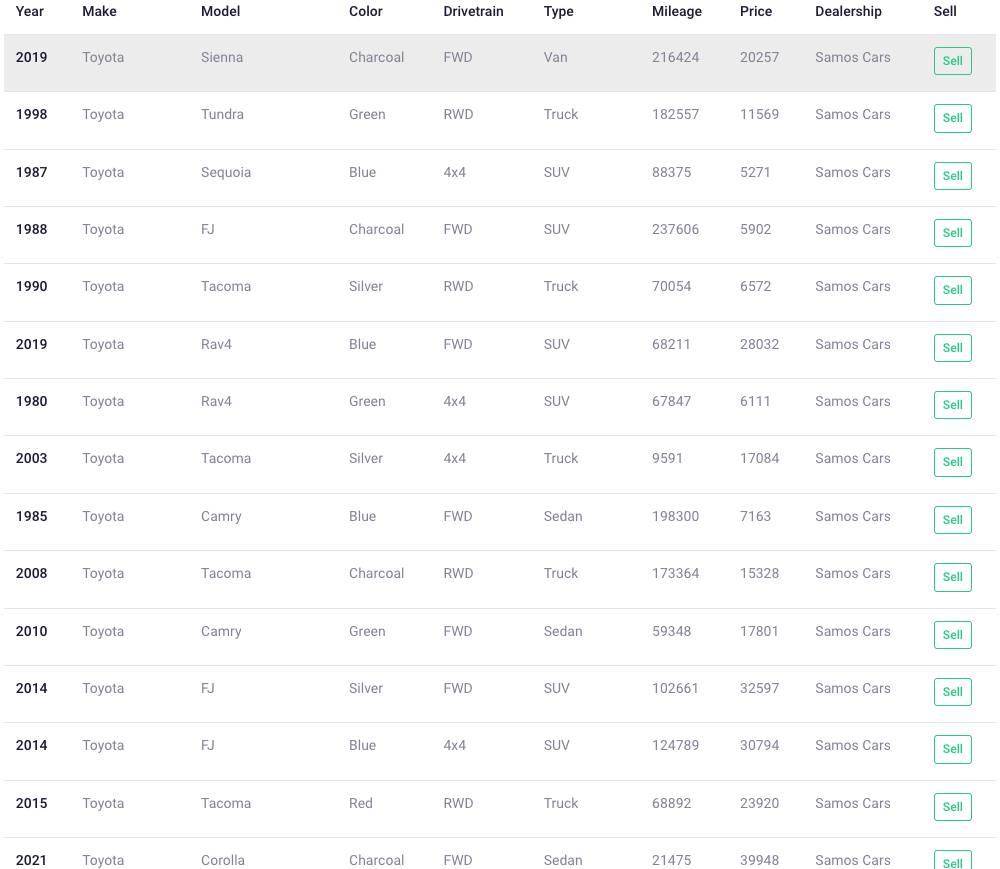 Year Make Model Color Drivetrain Type Mileage Price Dealership Sell
2019 Toyota Sienna Charcoal FWD Van 216424 20257 Samos Cars Sell
1998 Toyota Tundra Green RWD Truck 182557 11569 Samos Cars Sell
1987 Toyota Sequoia Blue 4x4 SUV 88375 5271 Samos Cars Sell
1988 Toyota FJ Charcoal FWD SUV 237606 5902 Samos Cars Sell
1990 Toyota Tacoma Silver RWD Truck 70054 6572 Samos Cars Sell
2019 Toyota Rav4 Blue FWD SUV 68211 28032 Samos Cars Sell
1980 Toyota Rav4 Green 4x4 SUV 67847 6111 Samos Cars Sell
2003 Toyota Tacoma Silver 4x4 Truck 9591 17084 Samos Cars Sell
1985 Toyota Camry Blue FWD Sedan 198300 7163 Samos Cars Sell
2008 Toyota Tacoma Charcoal RWD Truck 173364 15328 Samos Cars Sell
2010 Toyota Camry Green FWD Sedan 59348 17801 Samos Cars Sell
2014 Toyota FJ Silver FWD SUV 102661 32597 Samos Cars Sell
2014 Toyota FJ Blue 4x4 SUV 124789 30794 Samos Cars Sell
2015 Toyota Tacoma Red RWD Truck 68892 23920 Samos Cars Sell
2021 Toyota Corolla Charcoal FWD Sedan 21475 39948 Samos Cars Sell